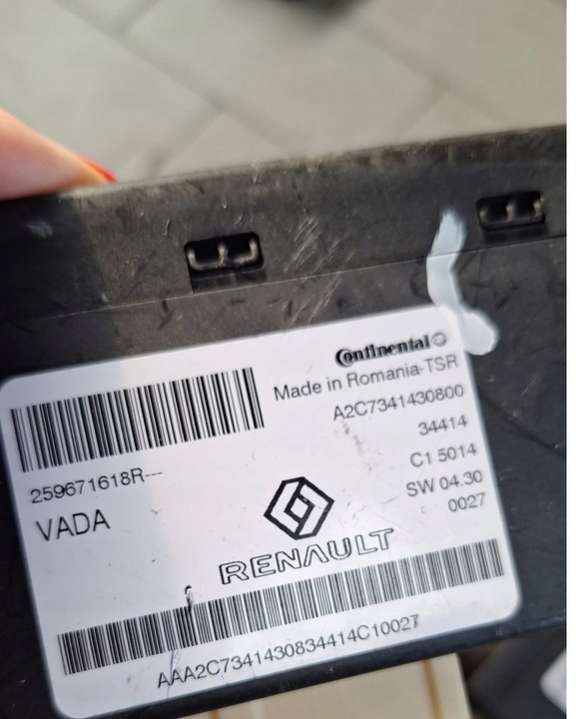 Continental
Made in Romania-TSR
A2C7341430800
34414
C1 5014
SW 04.30
0027
259671618R---
VADA
RENAULT
AAA2C7341430834414C10027